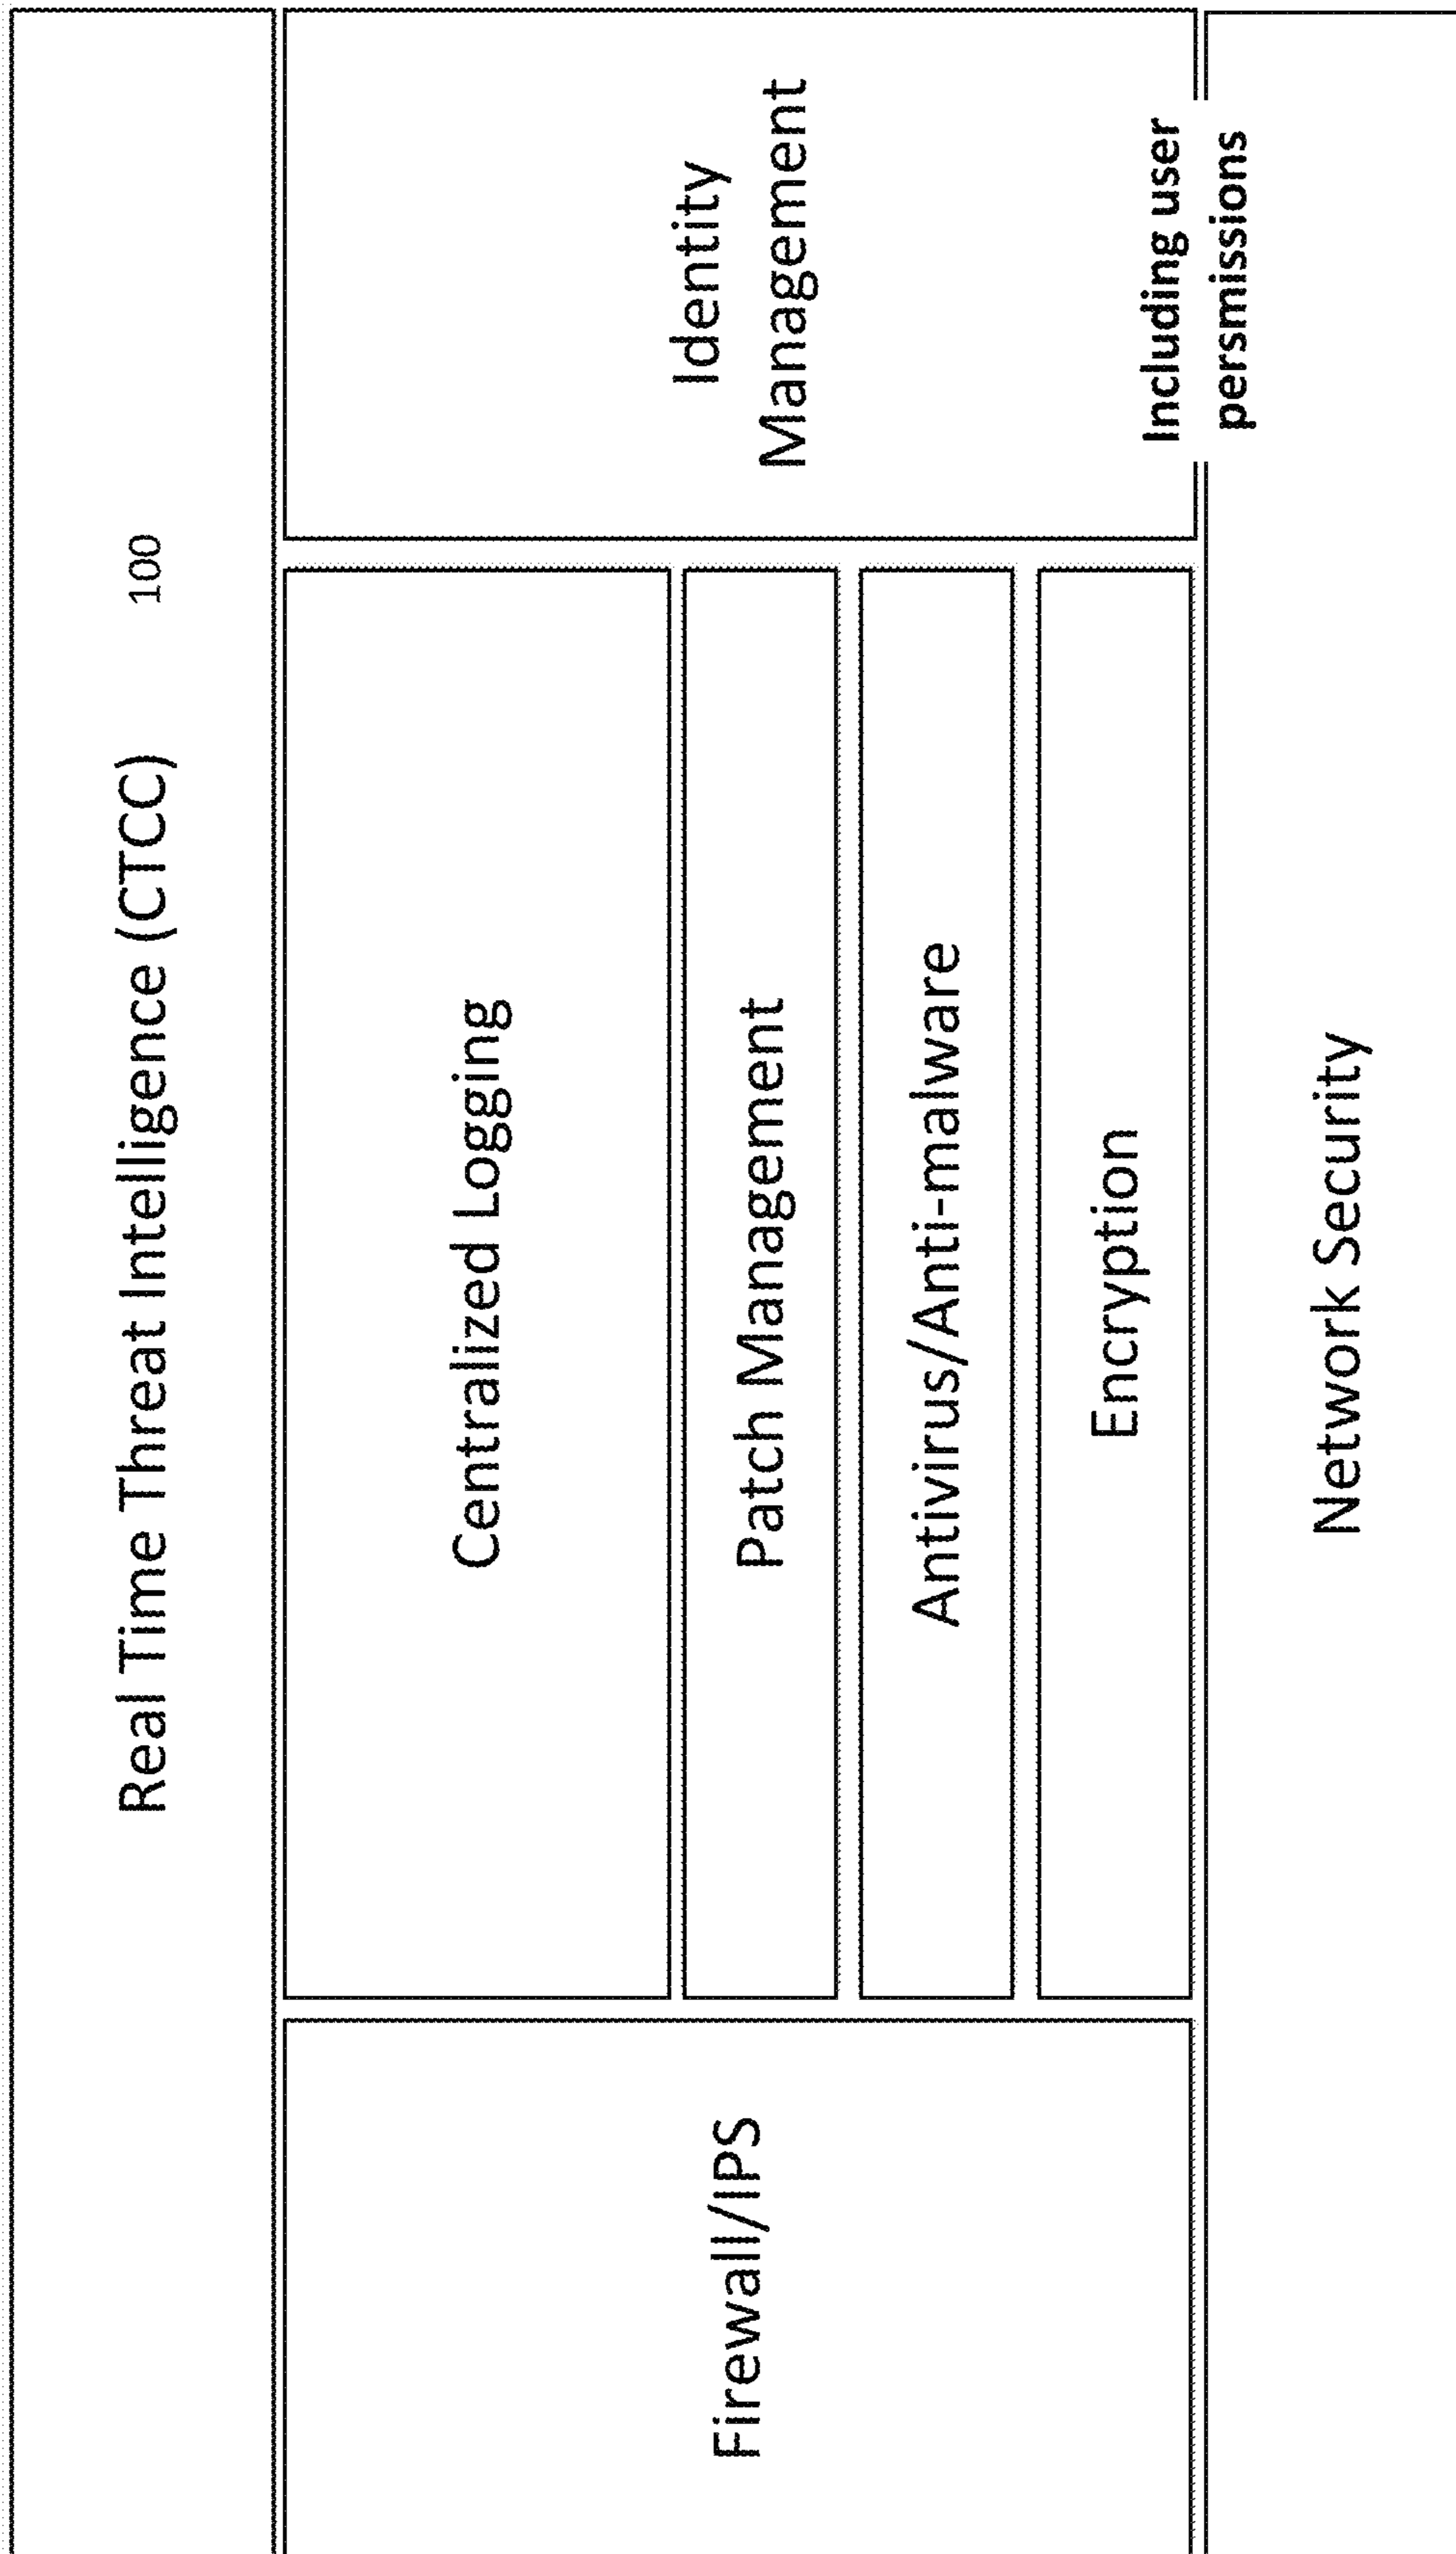 Real Time Threat Intelligence (CTCC) 100
Firewall/IPS
Centralized Logging
Patch Management
Antivirus/Anti-malware
Encryption
Identity
Management
Including user
persmissions
Network Security